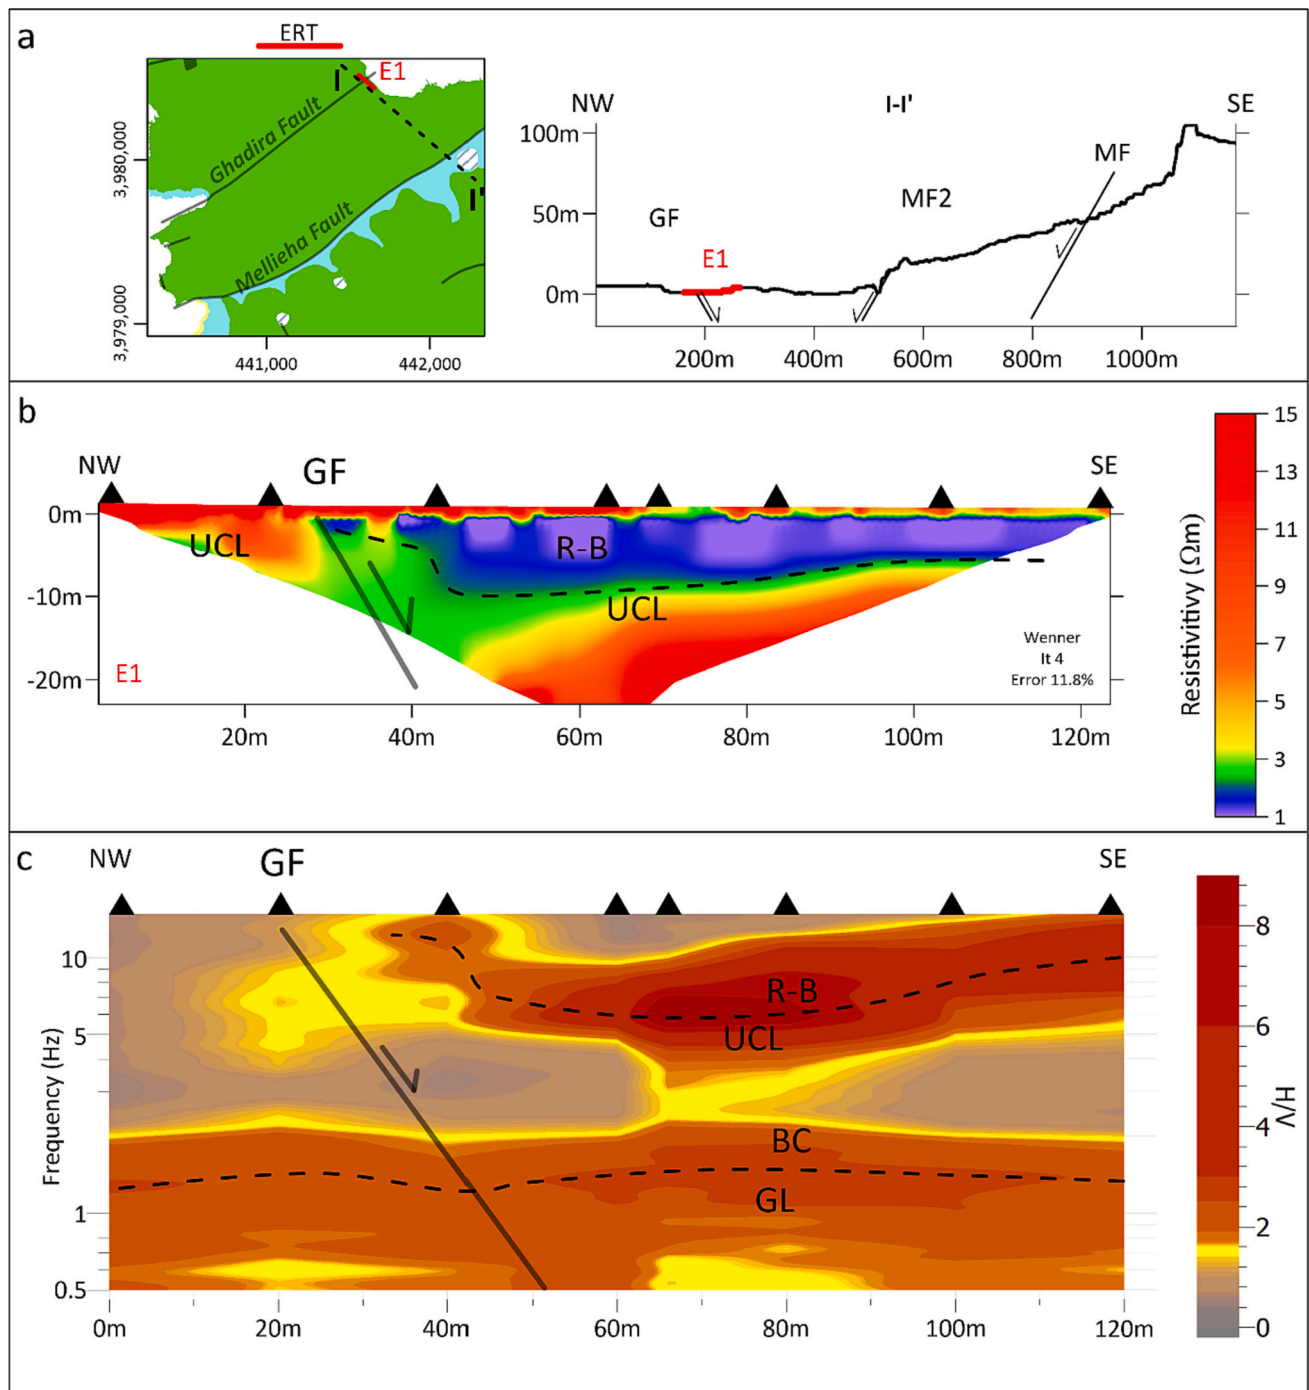 a
ERT
I
E1
Ghadira Fault
Mellieha Fault
I'
3,980,000
3,979,000
441,000
442,000
NW
I-I'
SE
100m
50m
0m
GF
E1
MF2
MF
200m
400m
600m
800m
1000m
b
NW
GF
SE
0m
-10m
-20m
UCL
R-B
UCL
E1
Wenner
It 4
Error 11.8%
20m
40m
60m
80m
100m
120m
Resistivitivy (Ωm)
15
13
11
9
7
5
3
1
c
NW
GF
SE
Frequency (Hz)
10
5
1
0.5
R-B
UCL
BC
GL
0m
20m
40m
60m
80m
100m
120m
8
6
4
2
0
H/V